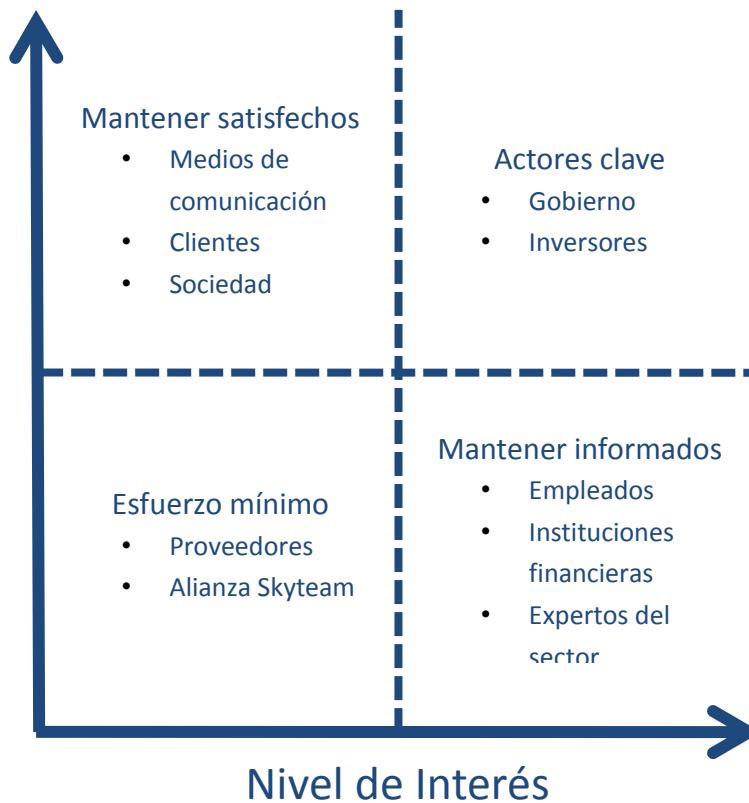 Mantener satisfechos
• Medios de
comunicación
• Clientes
• Sociedad
Actores clave
• Gobierno
• Inversores
Esfuerzo mínimo
• Proveedores
• Alianza Skyteam
Mantener informados
• Empleados
• Instituciones
financieras
• Expertos del
sector
Nivel de Interés